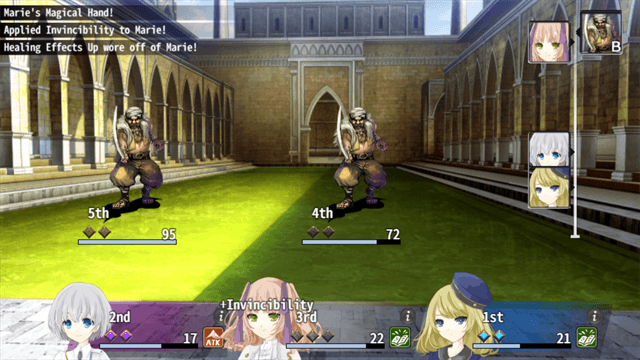 Marie's Magical Hand!
Applied Invincibility to Marie!
Healing Effects Up wore off of Marie!
B
5th
95
4th
72
+Invincibility
2nd
i
17
ATK
3rd
i
22
1st
i
21